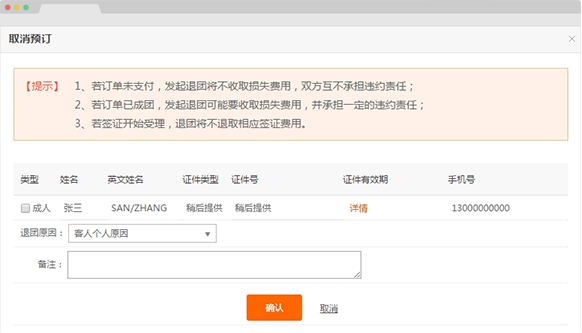 取消预订
【提示】 1、若订单未支付，发起退团将不收取损失费用，双方互不承担违约责任；
2、若订单已成团，发起退团可能要收取损失费用，并承担一定的违约责任；
3、若签证开始受理，退团将不退取相应签证费用。
类型 姓名 英文姓名 证件类型 证件号 证件有效期 手机号
成人 张三 SAN/ZHANG 稍后提供 稍后提供 详情 13000000000
退团原因： 客人个人原因
备注：
确认 取消